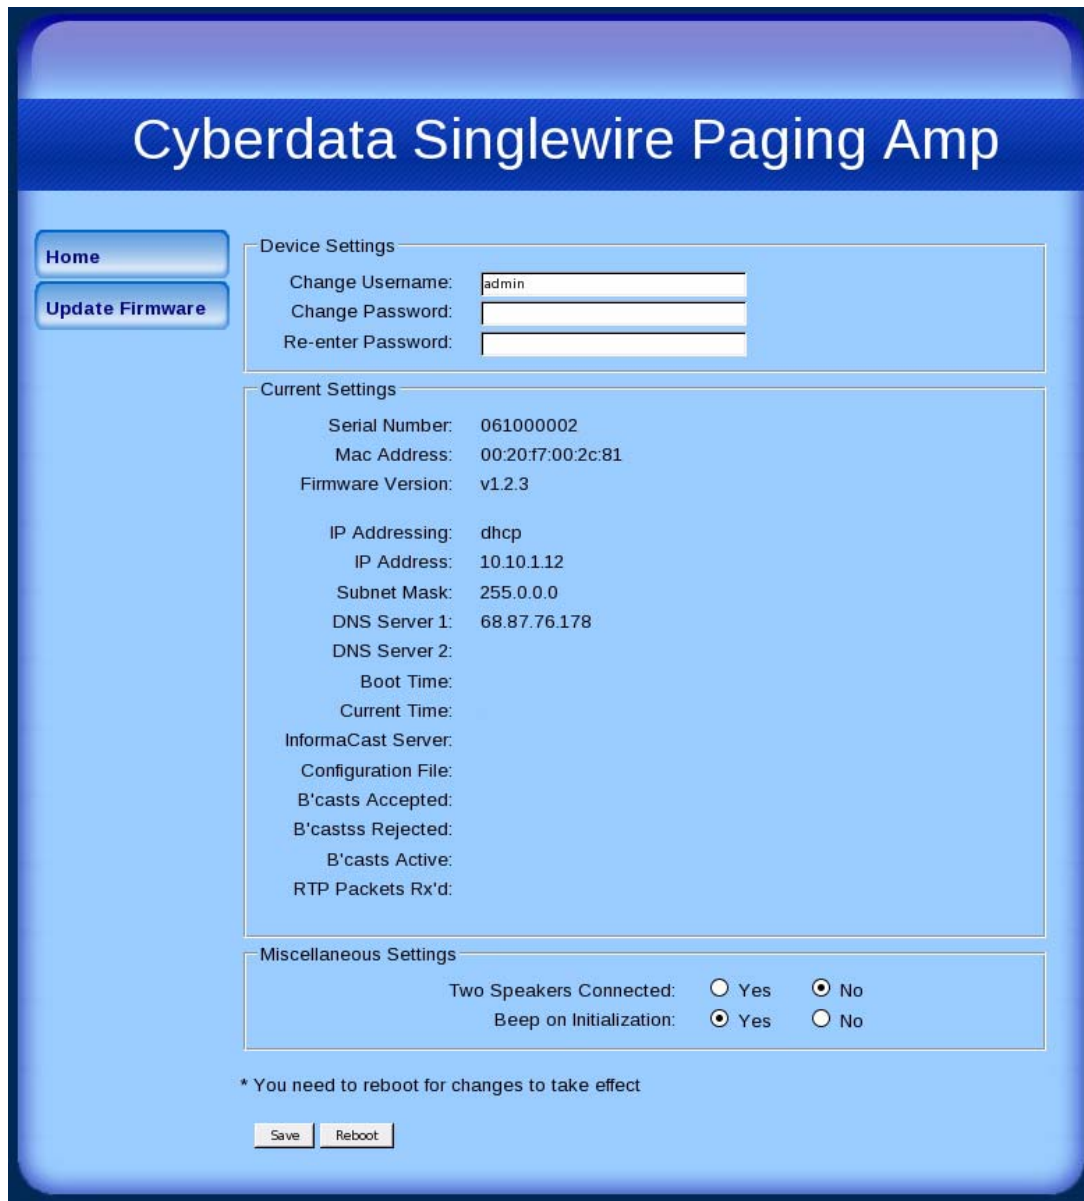 Cyberdata Singlewire Paging Amp
Home
Update Firmware
Device Settings
Change Username: admin
Change Password:
Re-enter Password:
Current Settings
Serial Number: 061000002
Mac Address: 00:20:f7:00:2c:81
Firmware Version: v1.2.3
IP Addressing: dhcp
IP Address: 10.10.1.12
Subnet Mask: 255.0.0.0
DNS Server 1: 68.87.76.178
DNS Server 2:
Boot Time:
Current Time:
InformaCast Server:
Configuration File:
B'casts Accepted:
B'castss Rejected:
B'casts Active:
RTP Packets Rx'd:
Miscellaneous Settings
Two Speakers Connected: Yes No
Beep on Initialization: Yes No
* You need to reboot for changes to take effect
Save Reboot